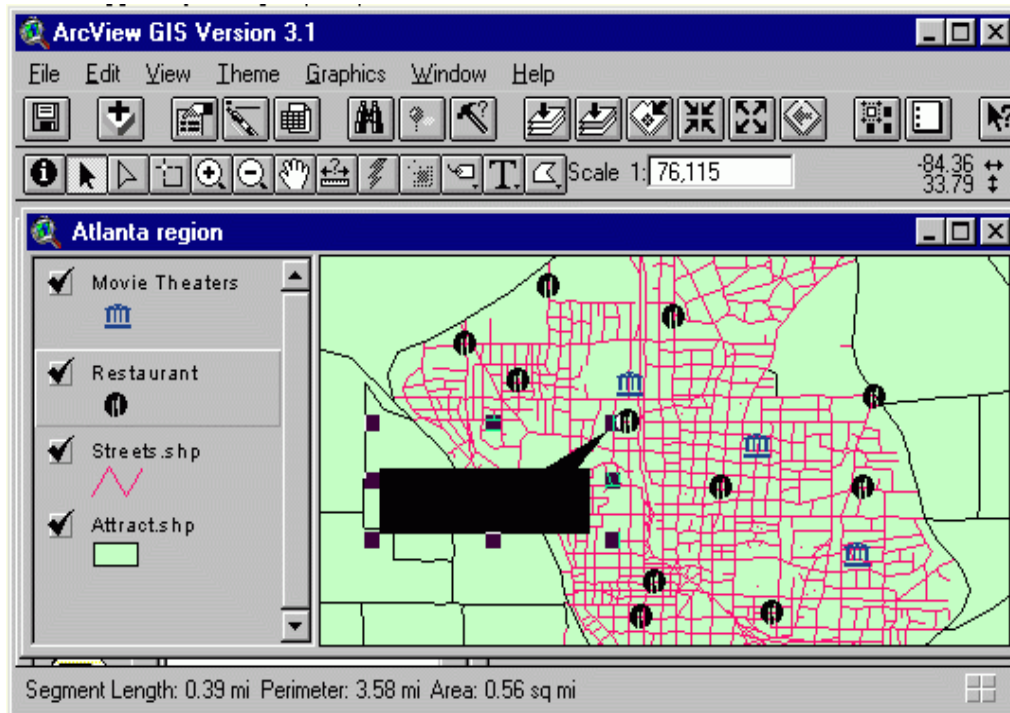 ArcView GIS Version 3.1
File Edit View Theme Graphics Window Help
Scale 1: 76,115
-84.36
33.79
Atlanta region
Movie Theaters
Restaurant
Streets.shp
Attract.shp
Segment Length: 0.39 mi Perimeter: 3.58 mi Area: 0.56 sq mi